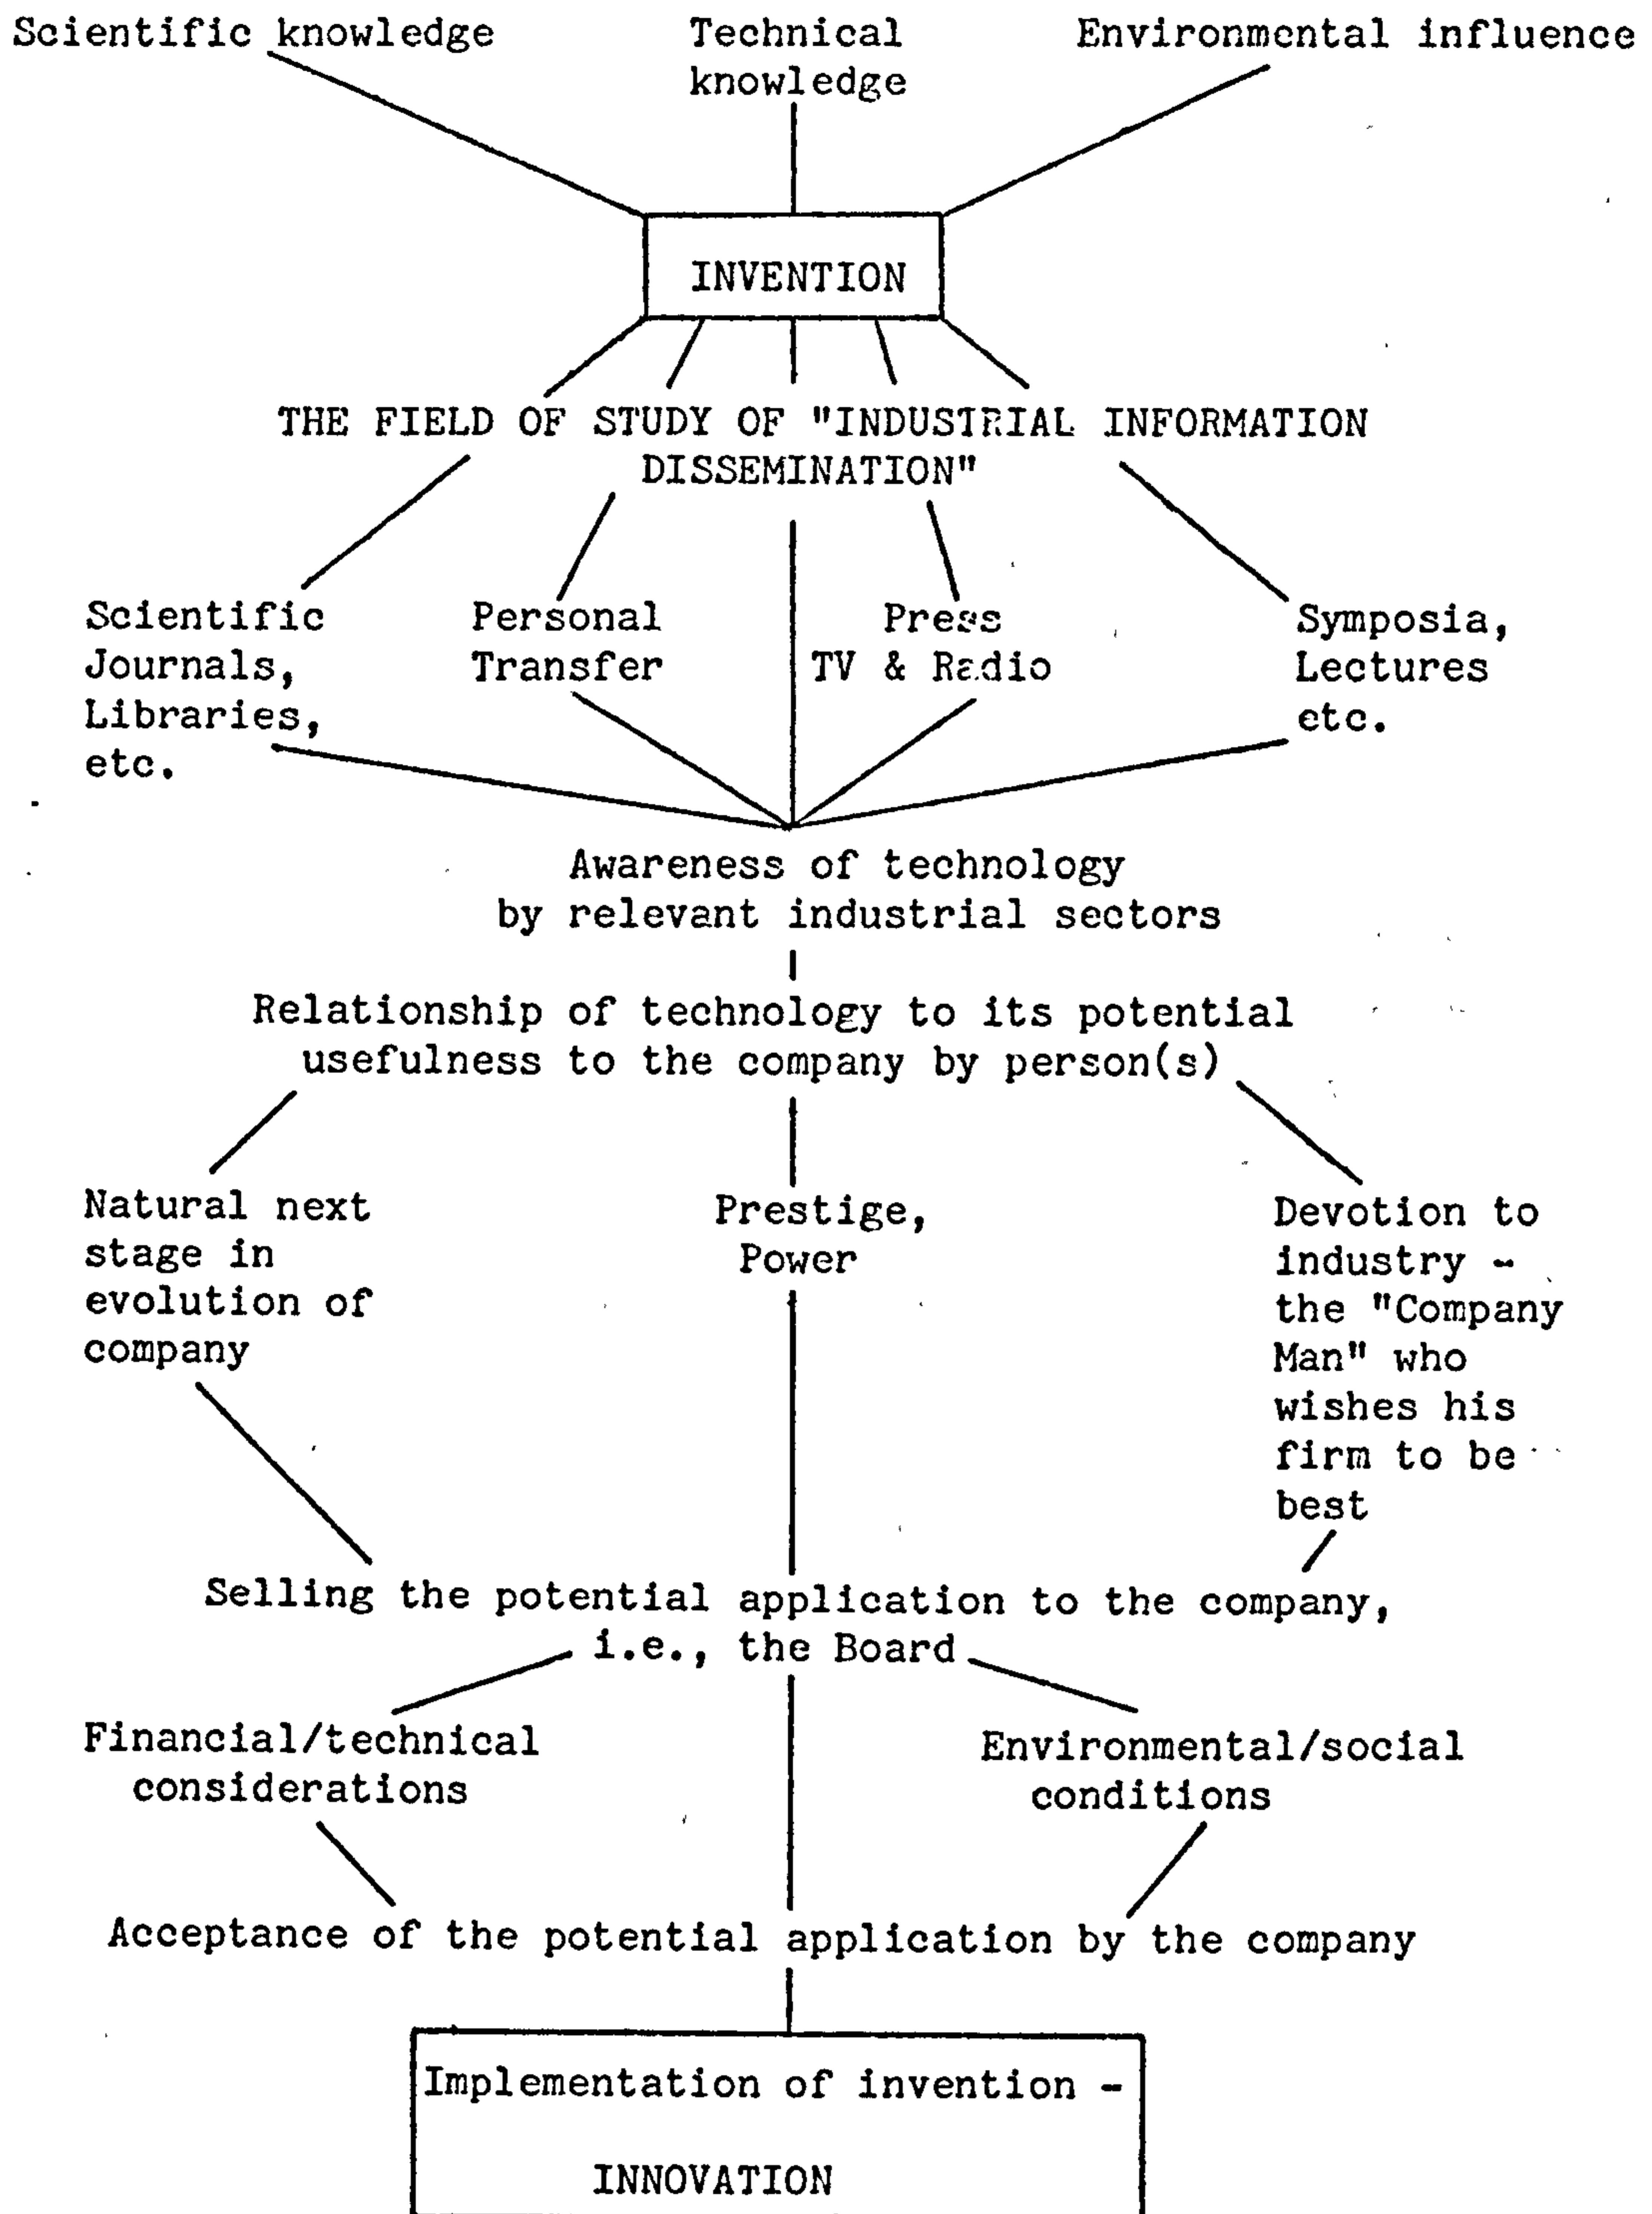 Scientific knowledge
Technical
knowledge
Environmental influence
INVENTION
THE FIELD OF STUDY OF "INDUSTRIAL INFORMATION
DISSEMINATION"
Scientific
Journals,
Libraries,
etc.
Personal
Transfer
Press
TV & Radio
Symposia,
Lectures
etc.
Awareness of technology
by relevant industrial sectors
Relationship of technology to its potential
usefulness to the company by person(s)
Natural next
stage in
evolution of
company
Prestige,
Power
Devotion to
industry -
the "Company
Man" who
wishes his
firm to be
best
Selling the potential application to the company,
i.e., the Board
Financial/technical
considerations
Environmental/social
conditions
Acceptance of the potential application by the company
Implementation of invention -
INNOVATION